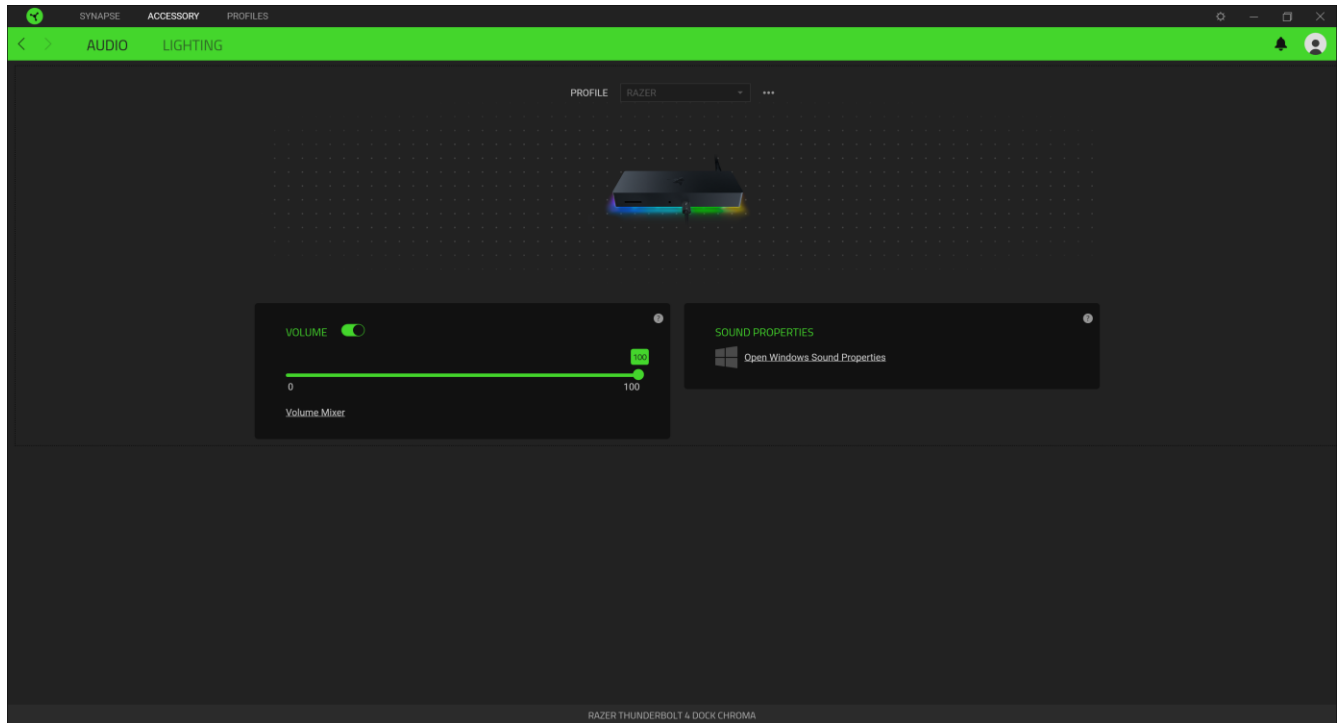 SYNAPSE ACCESSORY PROFILES
AUDIO LIGHTING
PROFILE RAZER
VOLUME
100
0 100
Volume Mixer
SOUND PROPERTIES
Open Windows Sound Properties
RAZER THUNDERBOLT 4 DOCK CHROMA